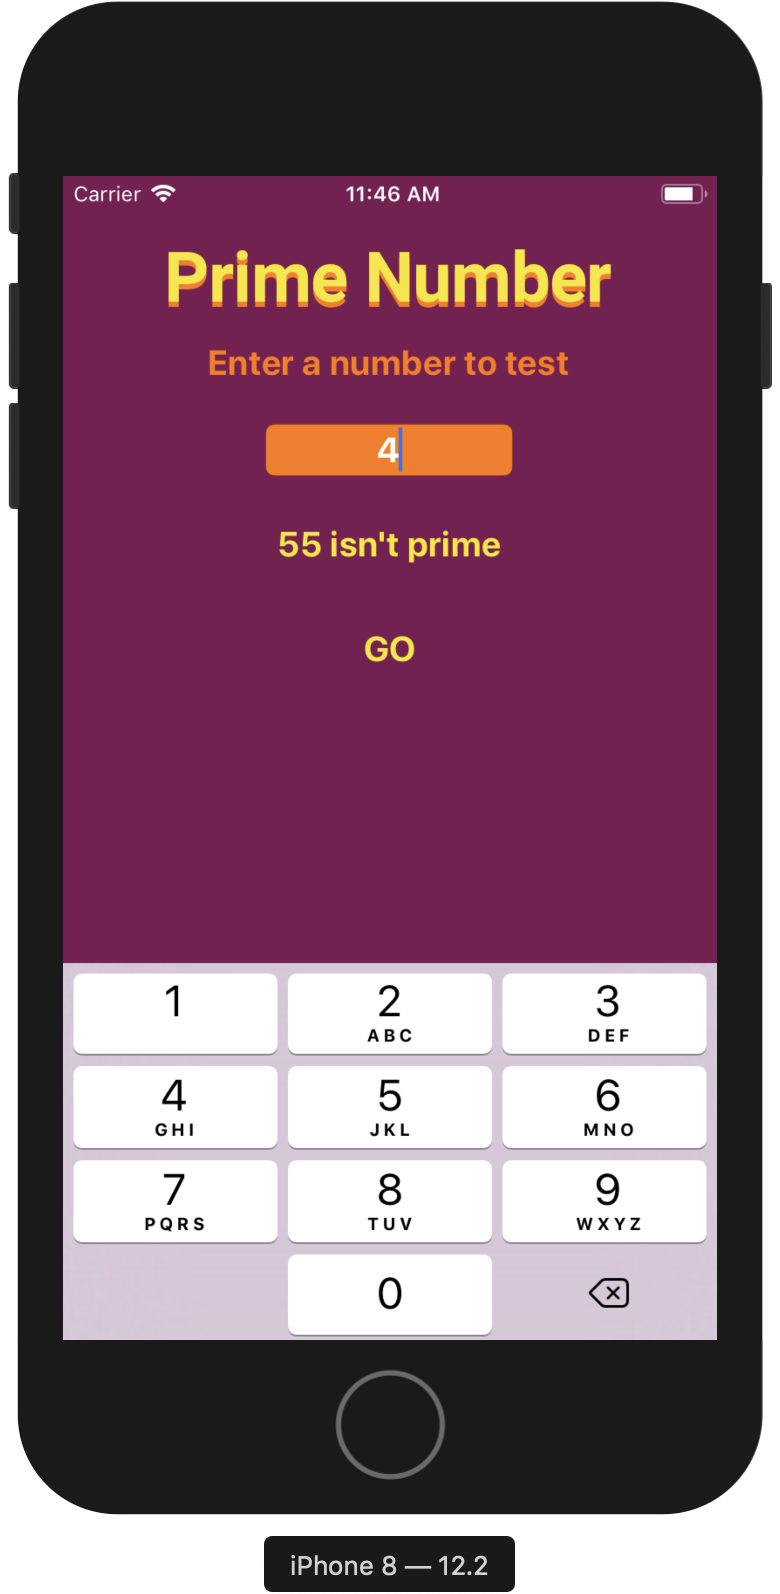 Carrier 11:46 AM
Prime Number
Enter a number to test
4
55 isn't prime
GO
1 2 3
ABC DEF
4 5 6
GHI JKL MNO
7 8 9
PQRS TUV WXYZ
0
iPhone 8 — 12.2